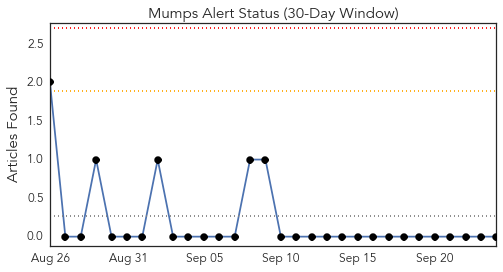 Mumps Alert Status (30-Day Window)
Articles Found
2.5
2.0
1.5
1.0
0.5
0.0
Aug 26 Aug 31 Sep 05 Sep 10 Sep 15 Sep 20